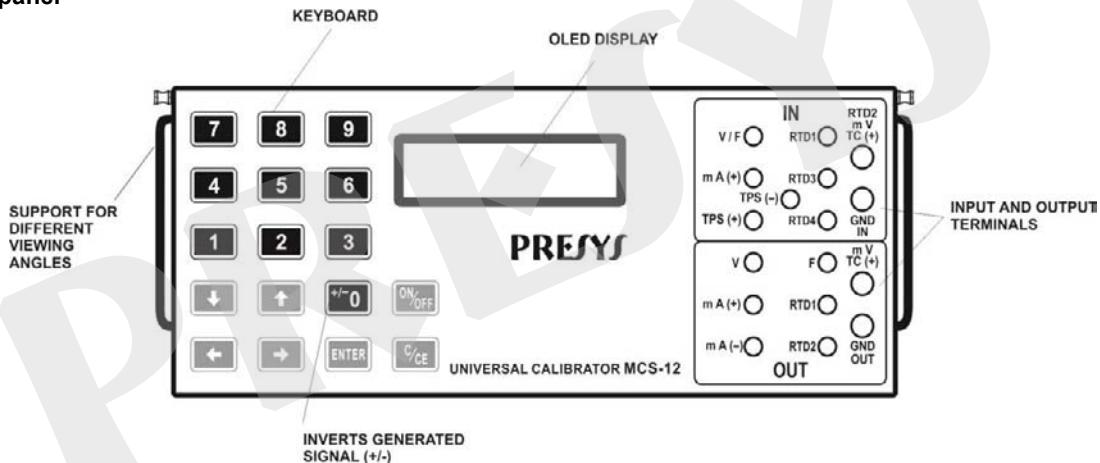 panel
KEYBOARD
OLED DISPLAY
7 8 9
4 5 6
1 2 3
+/-0 ON/OFF
ENTER C/CE
PRESYS
UNIVERSAL CALIBRATOR MCS-12
IN
V / F
RTD1
RTD2
m V
TC (+)
m A (+)
RTD3
TPS (-)
TPS (+)
RTD4
GND
IN
V
F
m V
TC (+)
m A (+)
RTD1
m A (-)
RTD2
GND
OUT
OUT
SUPPORT FOR
DIFFERENT
VIEWING
ANGLES
INPUT AND OUTPUT
TERMINALS
INVERTS GENERATED
SIGNAL (+/-)
PRESYS